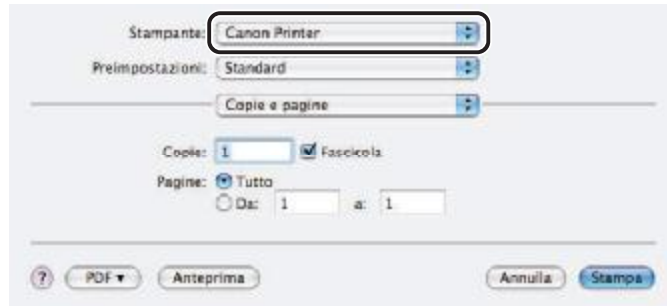 Stampante: Canon Printer
Preimpostazioni: Standard
Copie e pagine
Copie: 1 Fascicola
Pagine: Tutto
Da: 1 a: 1
? PDF ▼ Anteprima Annulla Stampa